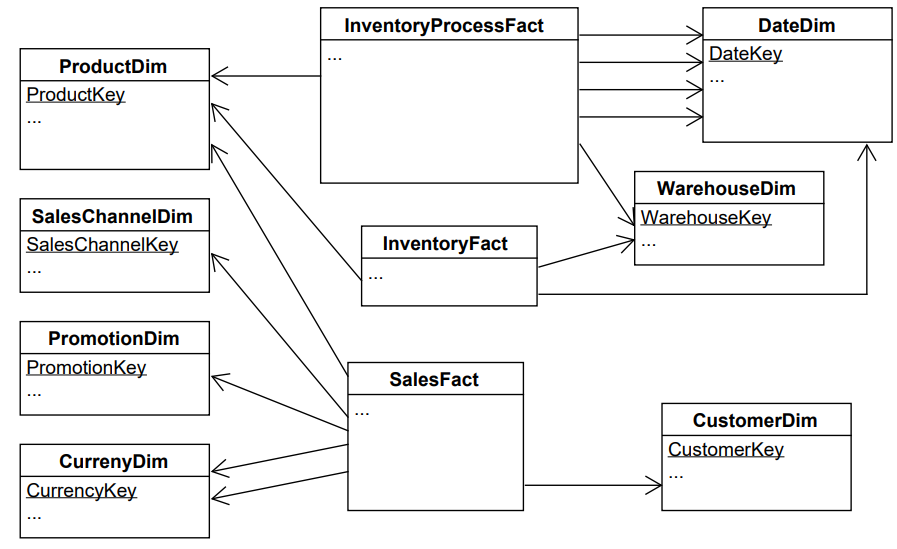 InventoryProcessFact
...
DateDim
DateKey
...
ProductDim
ProductKey
...
WarehouseDim
WarehouseKey
...
SalesChannelDim
SalesChannelKey
...
InventoryFact
...
PromotionDim
PromotionKey
...
SalesFact
...
CustomerDim
CustomerKey
...
CurrenyDim
CurrencyKey
...